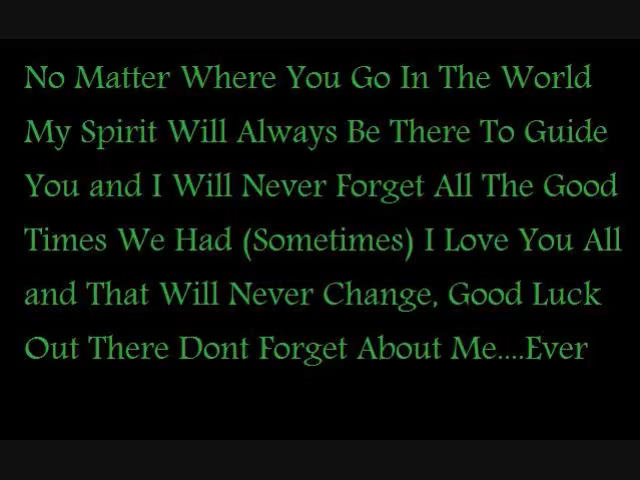 No Matter Where You Go In The World
My Spirit Will Always Be There To Guide
You and I Will Never Forget All The Good
Times We Had (Sometimes) I Love You All
and That Will Never Change, Good Luck
Out There Dont Forget About Me....Ever